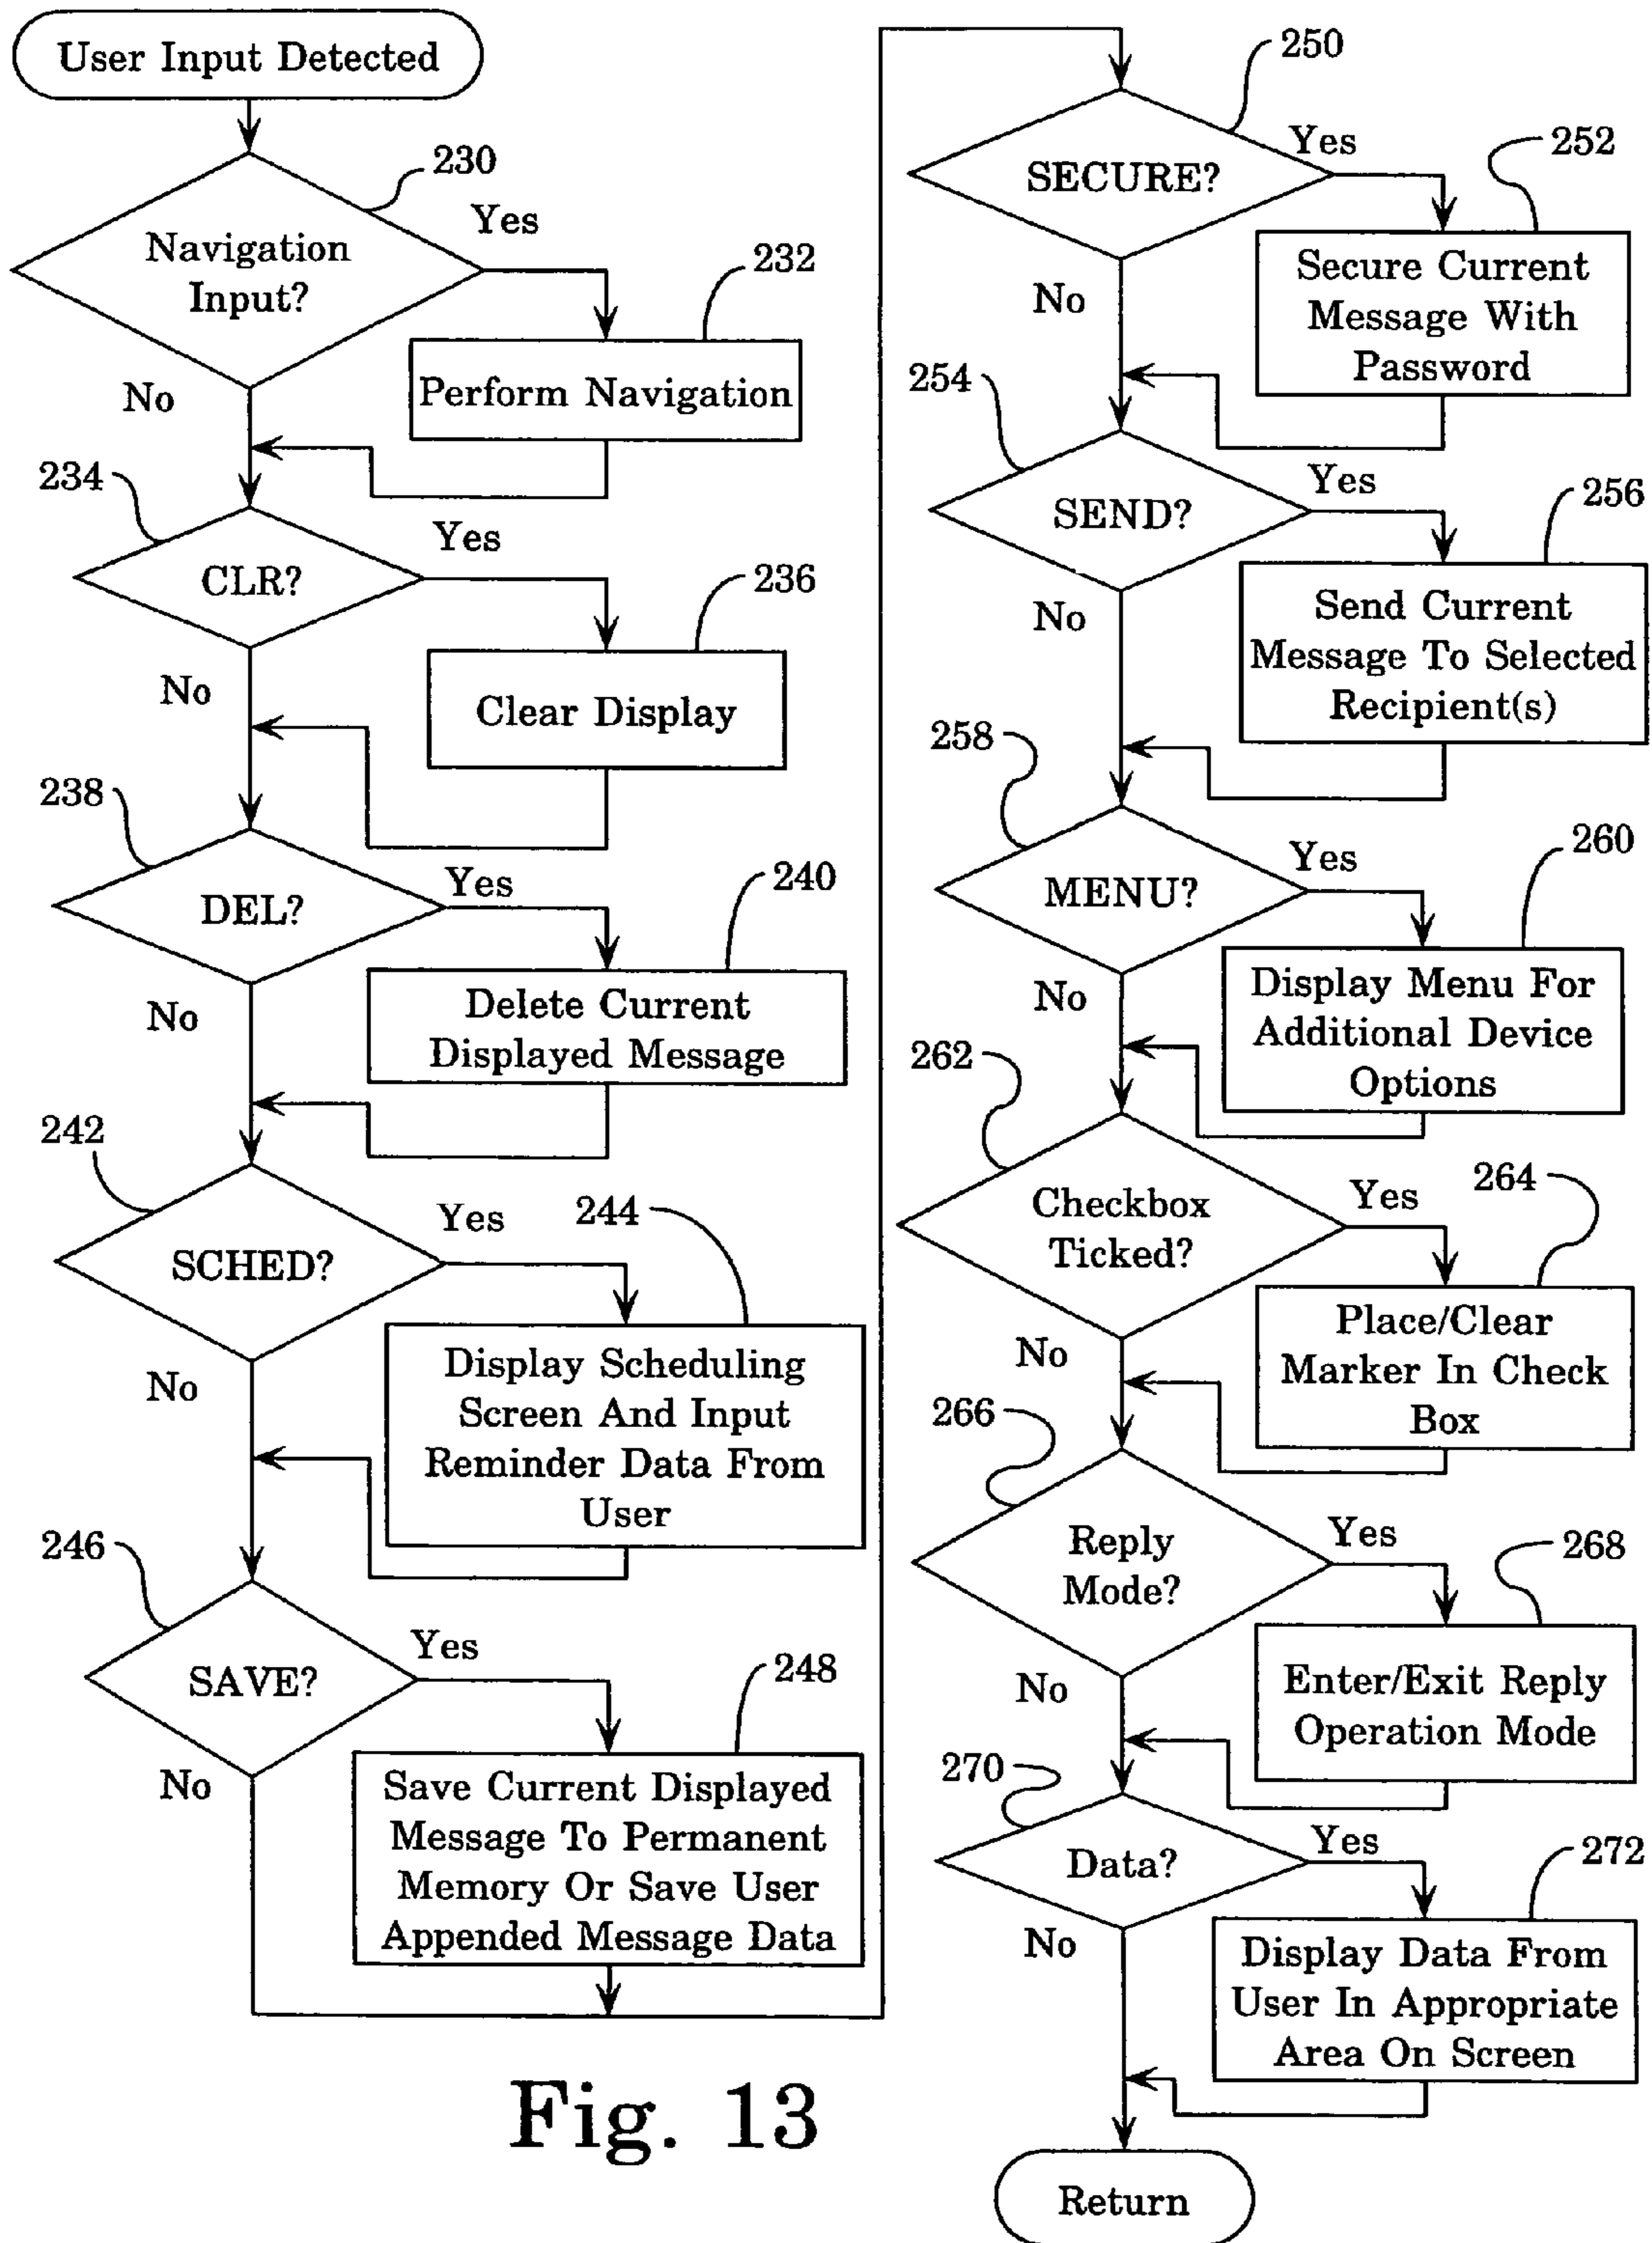 User Input Detected
230
Navigation
Input?
Yes
232
Perform Navigation
No
234
CLR?
Yes
236
Clear Display
No
238
DEL?
Yes
240
Delete Current
Displayed Message
No
242
SCHED?
Yes
244
Display Scheduling
Screen And Input
Reminder Data From
User
No
246
SAVE?
Yes
248
Save Current Displayed
Message To Permanent
Memory Or Save User
Appended Message Data
No
250
SECURE?
Yes
252
Secure Current
Message With
Password
No
254
SEND?
Yes
256
Send Current
Message To Selected
Recipient(s)
No
258
MENU?
Yes
260
Display Menu For
Additional Device
Options
No
262
Checkbox
Ticked?
Yes
264
Place/Clear
Marker In Check
Box
No
266
Reply
Mode?
Yes
268
Enter/Exit Reply
Operation Mode
No
270
Data?
Yes
272
Display Data From
User In Appropriate
Area On Screen
No
Return
Fig. 13